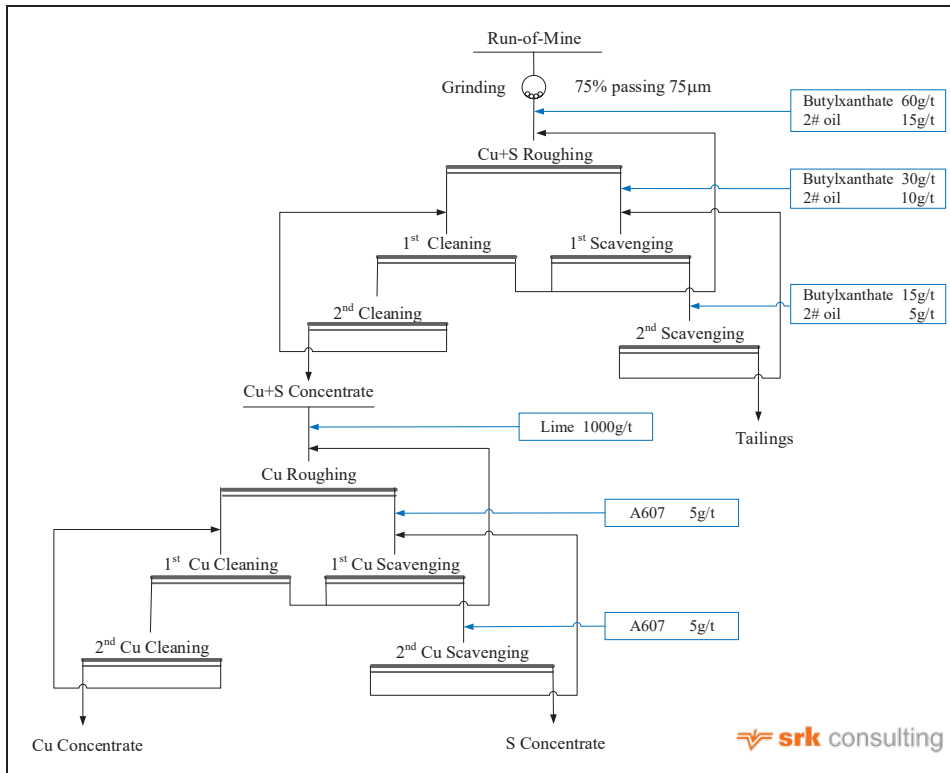 Run-of-Mine
Grinding 75% passing 75μm
Butylxanthate 60g/t
2# oil 15g/t
Cu+S Roughing
Butylxanthate 30g/t
2# oil 10g/t
1st Cleaning 1st Scavenging
Butylxanthate 15g/t
2# oil 5g/t
2nd Cleaning 2nd Scavenging
Cu+S Concentrate
Lime 1000g/t
Tailings
Cu Roughing
A607 5g/t
1st Cu Cleaning 1st Cu Scavenging
A607 5g/t
2nd Cu Cleaning 2nd Cu Scavenging
Cu Concentrate S Concentrate
srk consulting